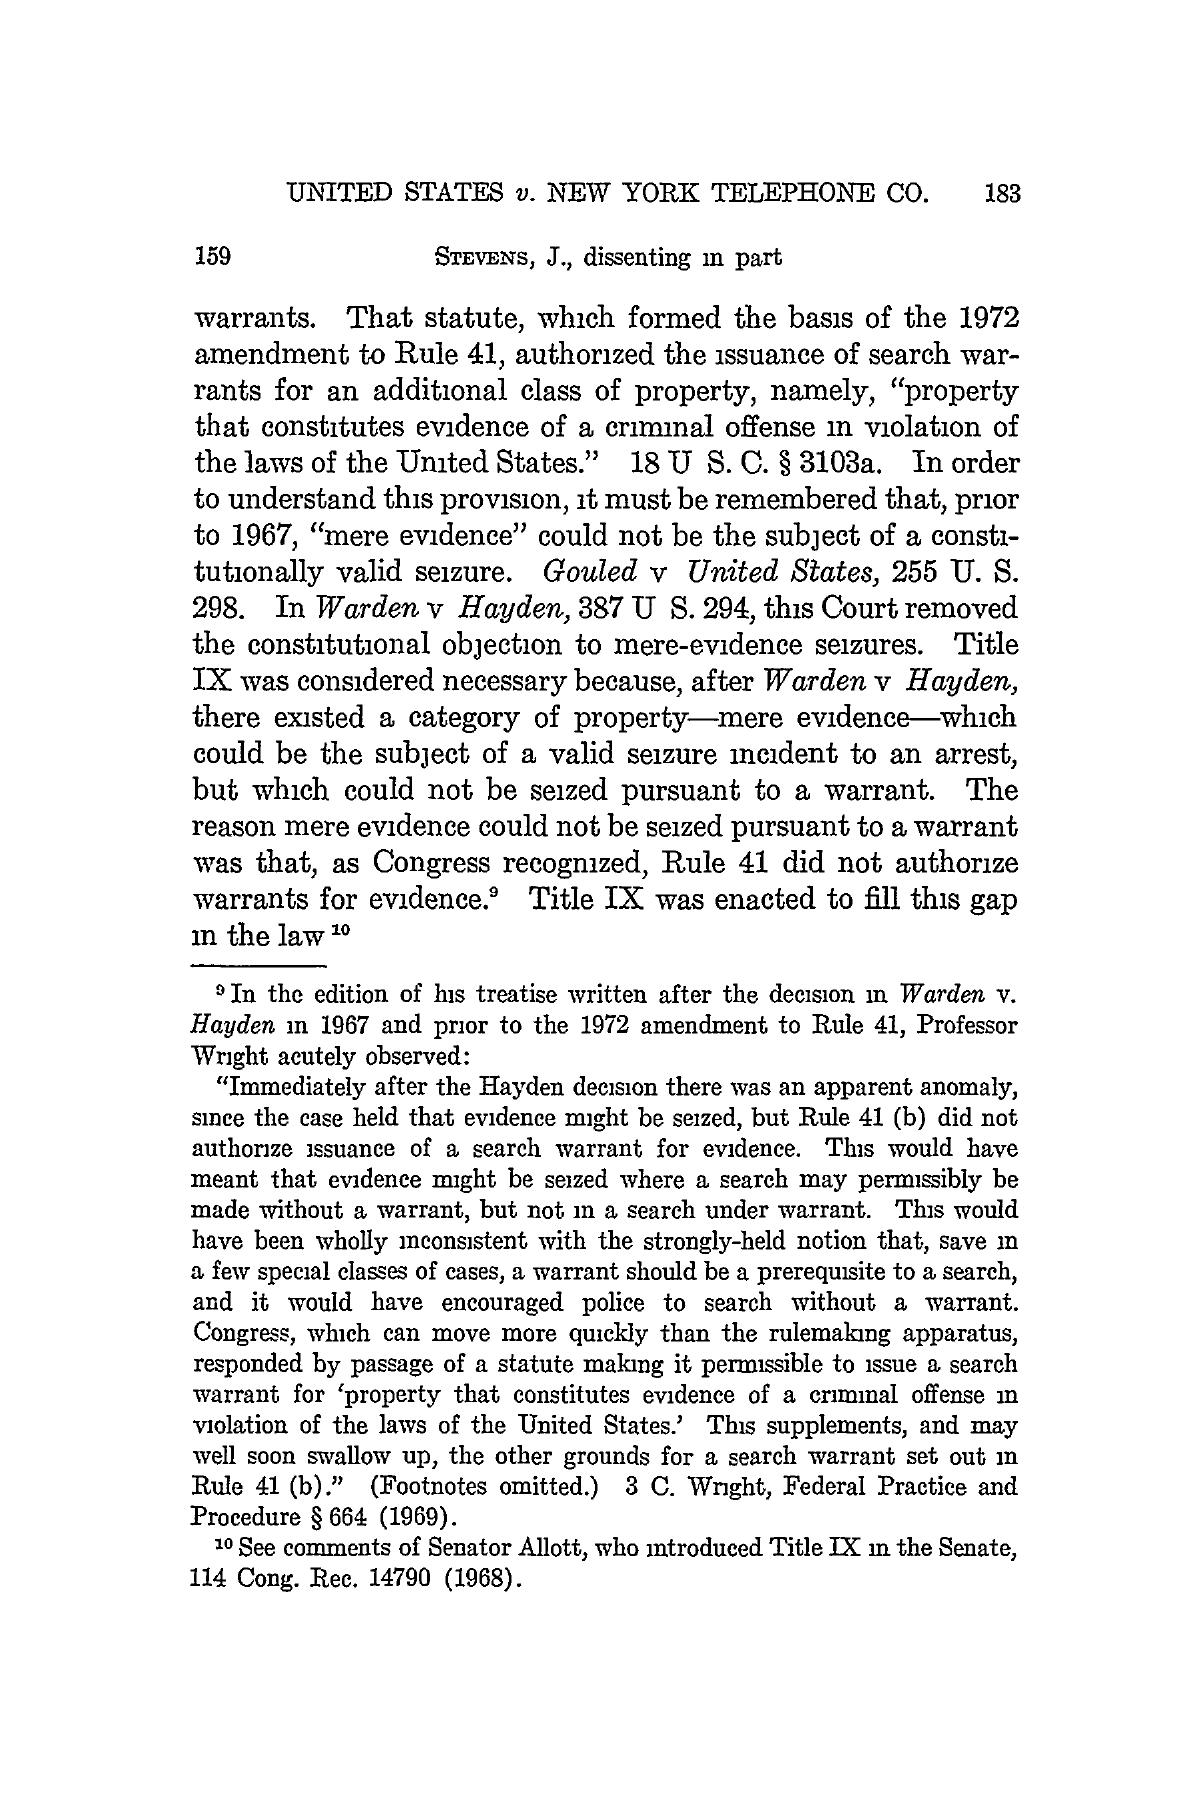 UNITED STATES v. NEW YORK TELEPHONE CO. 183
159 STEVENS, J., dissenting in part
warrants. That statute, which formed the basis of the 1972
amendment to Rule 41, authorized the issuance of search war-
rants for an additional class of property, namely, “property
that constitutes evidence of a criminal offense in violation of
the laws of the United States.” 18 U S. C. § 3103a. In order
to understand this provision, it must be remembered that, prior
to 1967, “mere evidence” could not be the subject of a consti-
tutionally valid seizure. Gouled v United States, 255 U. S.
298. In Warden v Hayden, 387 U S. 294, this Court removed
the constitutional objection to mere-evidence seizures. Title
IX was considered necessary because, after Warden v Hayden,
there existed a category of property—mere evidence—which
could be the subject of a valid seizure incident to an arrest,
but which could not be seized pursuant to a warrant. The
reason mere evidence could not be seized pursuant to a warrant
was that, as Congress recognized, Rule 41 did not authorize
warrants for evidence.⁹ Title IX was enacted to fill this gap
in the law ¹⁰
⁹ In the edition of his treatise written after the decision in Warden v.
Hayden in 1967 and prior to the 1972 amendment to Rule 41, Professor
Wright acutely observed:
“Immediately after the Hayden decision there was an apparent anomaly,
since the case held that evidence might be seized, but Rule 41 (b) did not
authorize issuance of a search warrant for evidence. This would have
meant that evidence might be seized where a search may permissibly be
made without a warrant, but not in a search under warrant. This would
have been wholly inconsistent with the strongly-held notion that, save in
a few special classes of cases, a warrant should be a prerequisite to a search,
and it would have encouraged police to search without a warrant.
Congress, which can move more quickly than the rulemaking apparatus,
responded by passage of a statute making it permissible to issue a search
warrant for ‘property that constitutes evidence of a criminal offense in
violation of the laws of the United States.’ This supplements, and may
well soon swallow up, the other grounds for a search warrant set out in
Rule 41 (b).” (Footnotes omitted.) 3 C. Wright, Federal Practice and
Procedure § 664 (1969).
¹⁰ See comments of Senator Allott, who introduced Title IX in the Senate,
114 Cong. Rec. 14790 (1968).